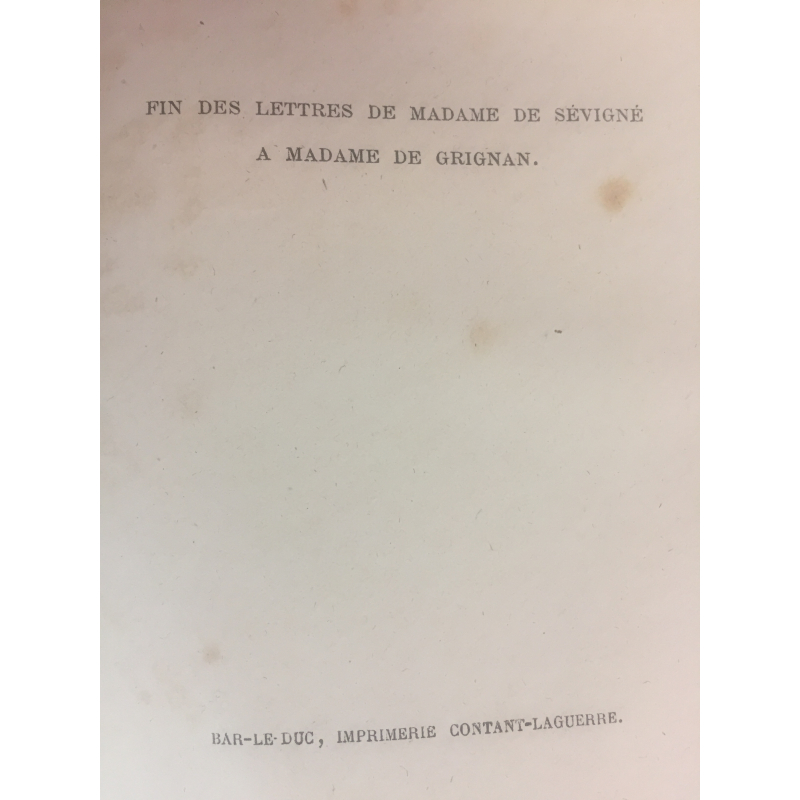 FIN DES LETTRES DE MADAME DE SÉVIGNÉ
A MADAME DE GRIGNAN.
BAR-LE-DUC, IMPRIMERIE CONTANT-LAGUERRE.